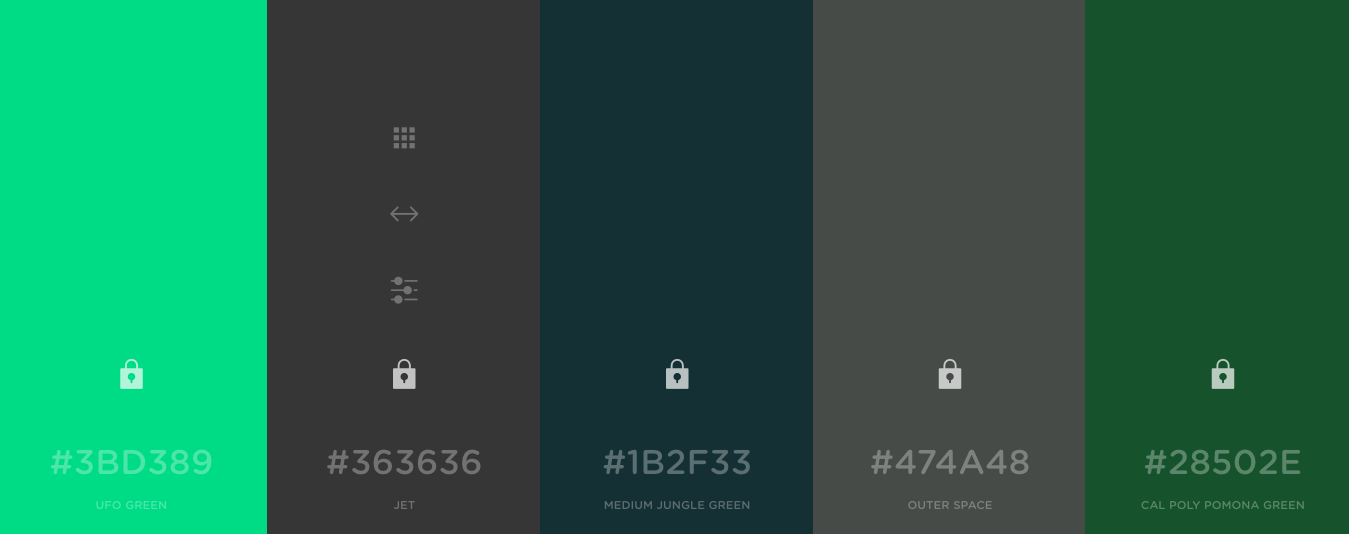 #3BD389
UFO GREEN
#363636
JET
#1B2F33
MEDIUM JUNGLE GREEN
#474A48
OUTER SPACE
#28502E
CAL POLY POMONA GREEN